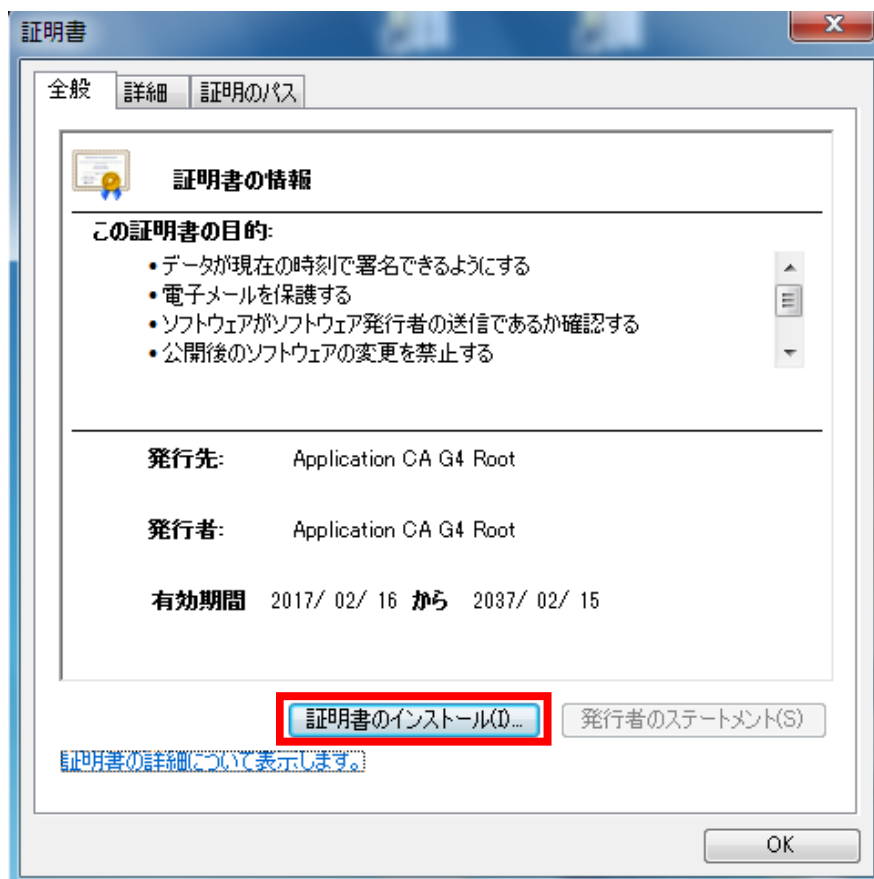 証明書
全般 詳細 証明のパス
証明書の情報
この証明書の目的:
•データが現在の時刻で署名できるようにする
•電子メールを保護する
•ソフトウェアがソフトウェア発行者の送信であるか確認する
•公開後のソフトウェアの変更を禁止する
発行先: Application CA G4 Root
発行者: Application CA G4 Root
有効期間 2017/ 02/ 16 から 2037/ 02/ 15
証明書のインストール(I)... 発行者のステートメント(S)
証明書の詳細について表示します。
OK